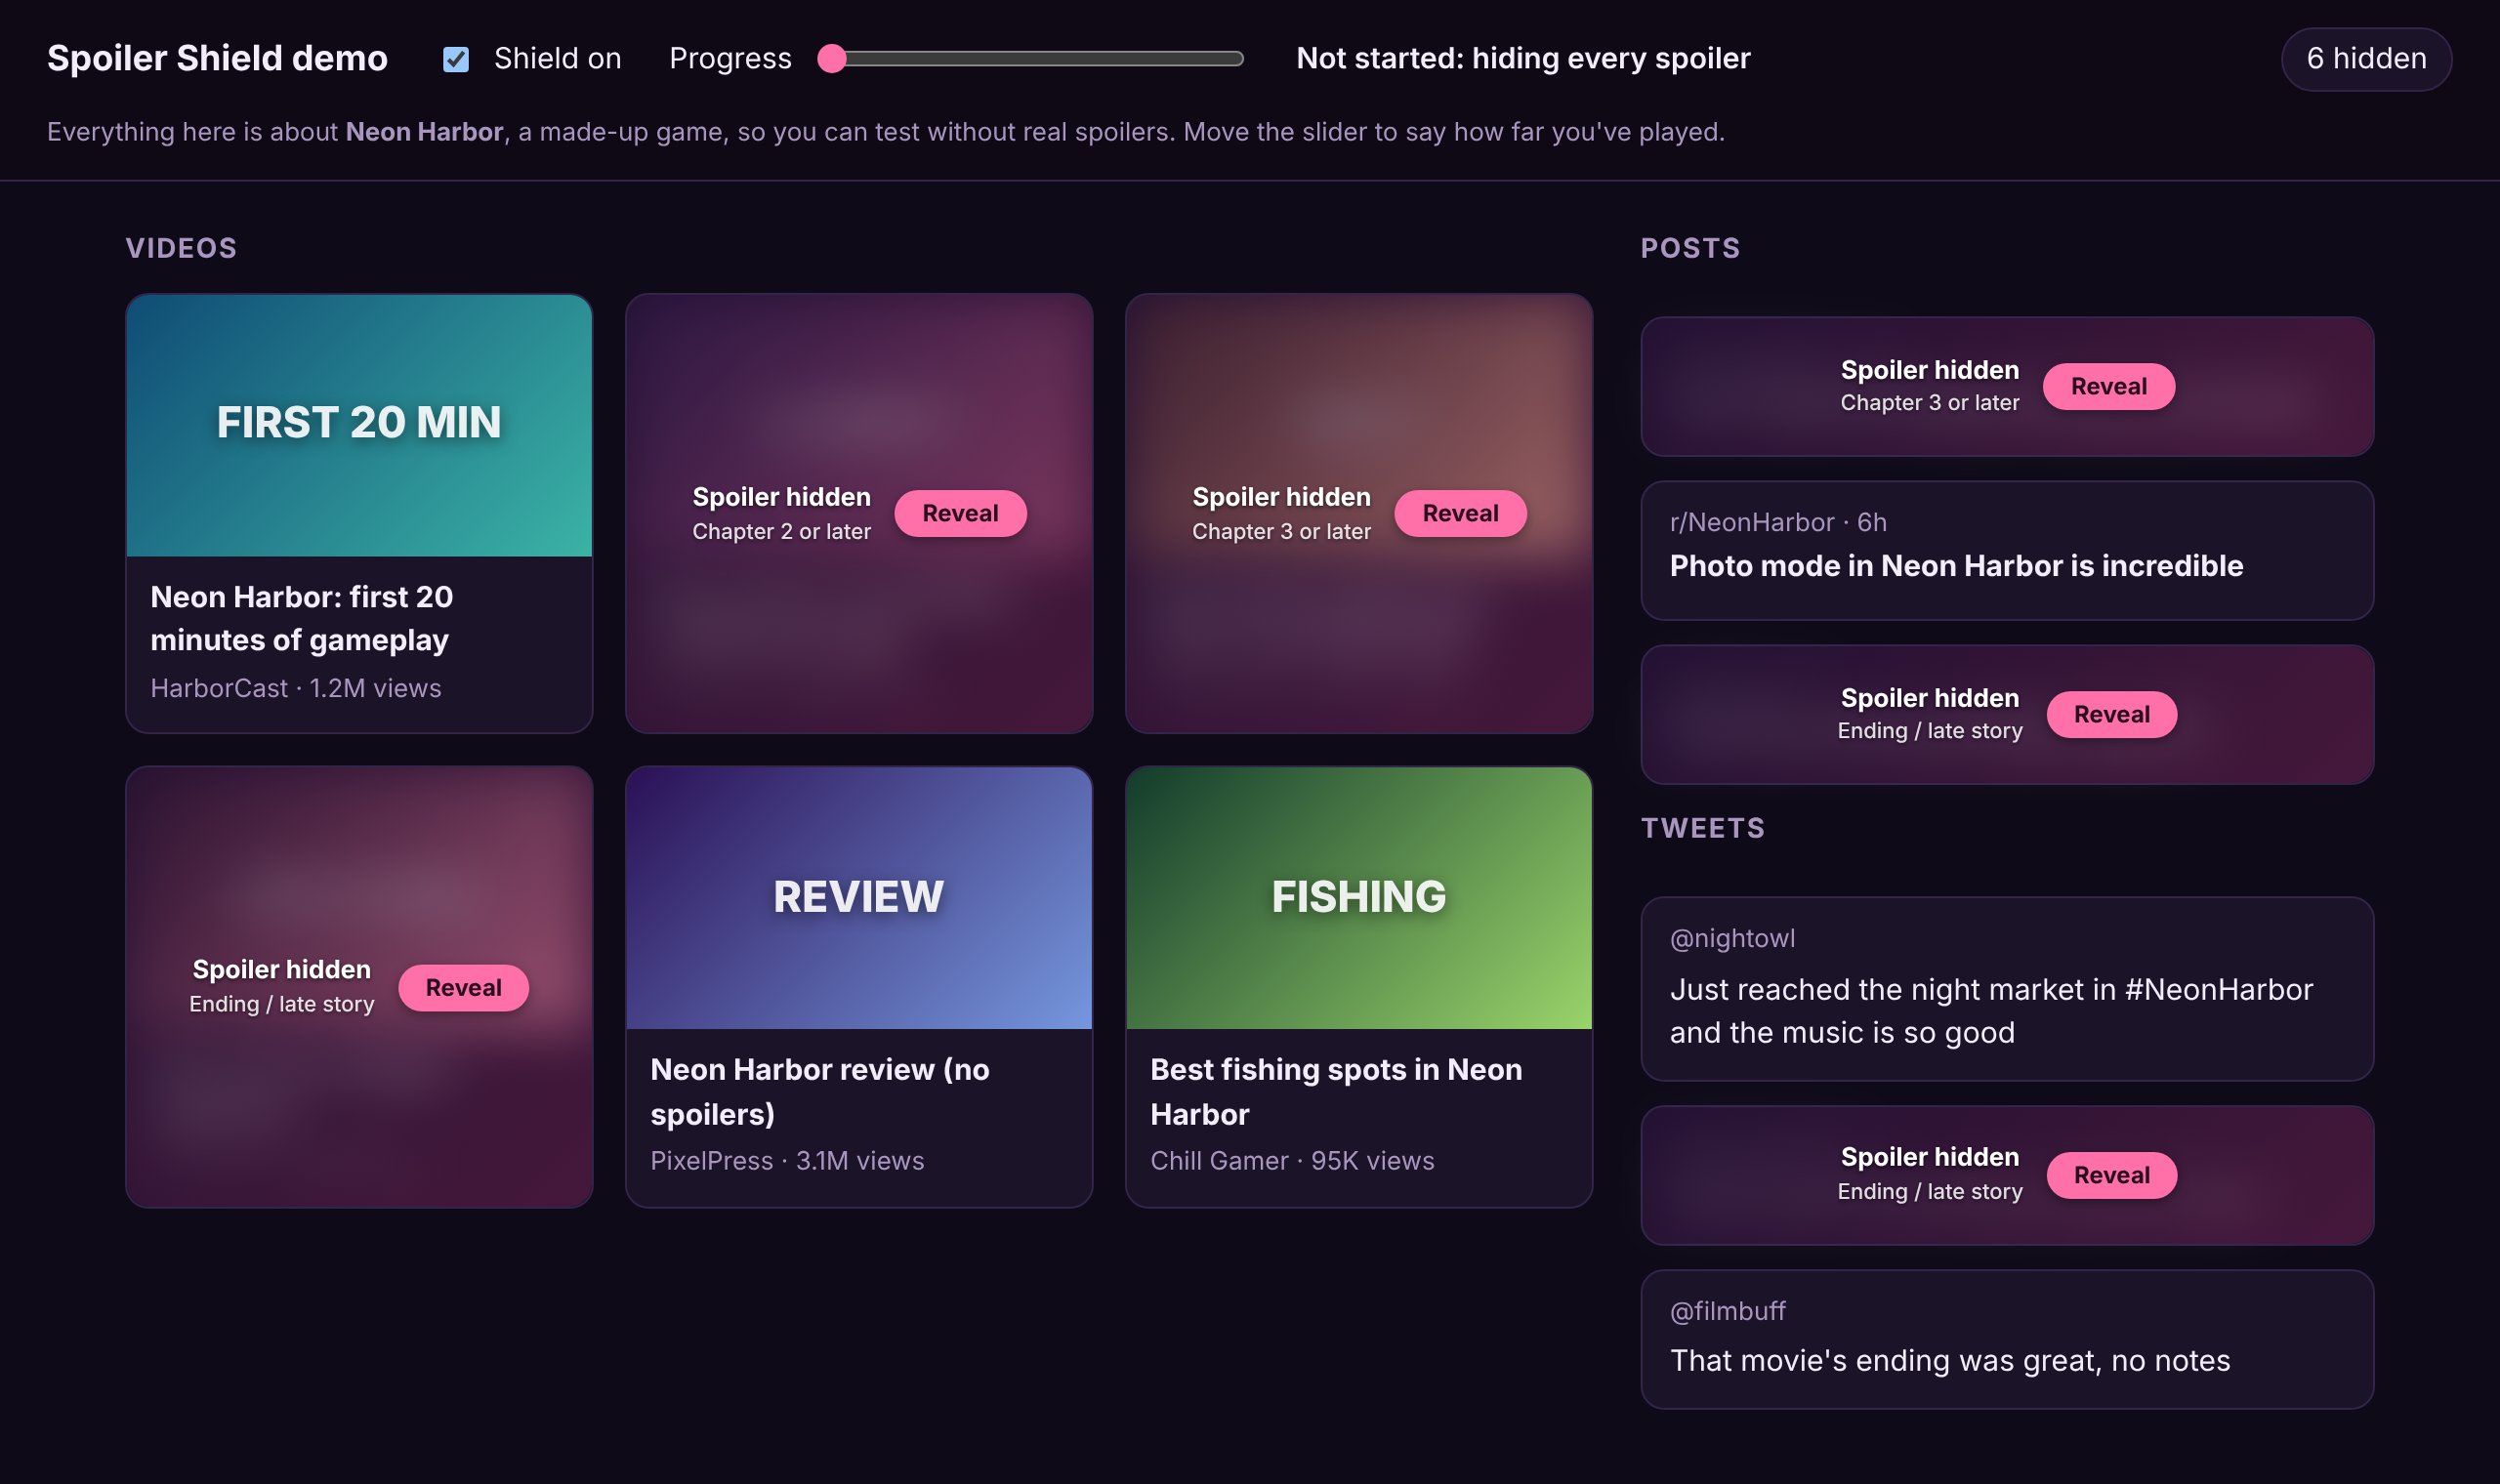 Spoiler Shield demo
Shield on
Progress
Not started: hiding every spoiler
6 hidden
Everything here is about Neon Harbor, a made-up game, so you can test without real spoilers. Move the slider to say how far you've played.
VIDEOS
FIRST 20 MIN
Neon Harbor: first 20
minutes of gameplay
HarborCast · 1.2M views
Spoiler hidden
Chapter 2 or later
Reveal
Spoiler hidden
Chapter 3 or later
Reveal
Spoiler hidden
Ending / late story
Reveal
REVIEW
Neon Harbor review (no
spoilers)
PixelPress · 3.1M views
FISHING
Best fishing spots in Neon
Harbor
Chill Gamer · 95K views
POSTS
Spoiler hidden
Chapter 3 or later
Reveal
r/NeonHarbor · 6h
Photo mode in Neon Harbor is incredible
Spoiler hidden
Ending / late story
Reveal
TWEETS
@nightowl
Just reached the night market in #NeonHarbor
and the music is so good
Spoiler hidden
Ending / late story
Reveal
@filmbuff
That movie's ending was great, no notes